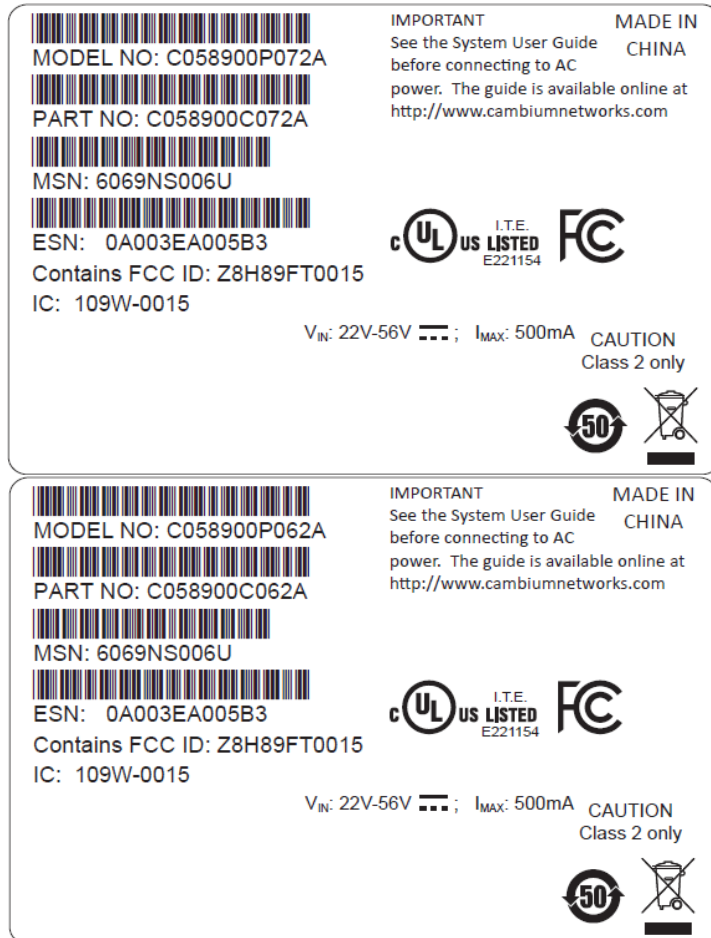 MODEL NO: C058900P072A
PART NO: C058900C072A
MSN: 6069NS006U
ESN: 0A003EA005B3
Contains FCC ID: Z8H89FT0015
IC: 109W-0015
IMPORTANT
See the System User Guide
before connecting to AC
power. The guide is available online at
http://www.cambiumnetworks.com
MADE IN
CHINA
C UL US LISTED
I.T.E.
E221154
FC
VIN: 22V-56V ; IMAX: 500mA
CAUTION
Class 2 only
50
MODEL NO: C058900P062A
PART NO: C058900C062A
MSN: 6069NS006U
ESN: 0A003EA005B3
Contains FCC ID: Z8H89FT0015
IC: 109W-0015
IMPORTANT
See the System User Guide
before connecting to AC
power. The guide is available online at
http://www.cambiumnetworks.com
MADE IN
CHINA
C UL US LISTED
I.T.E.
E221154
FC
VIN: 22V-56V ; IMAX: 500mA
CAUTION
Class 2 only
50